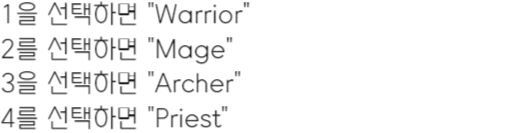 1을 선택하면 "Warrior"
2를 선택하면 "Mage"
3을 선택하면 "Archer"
4를 선택하면 "Priest"